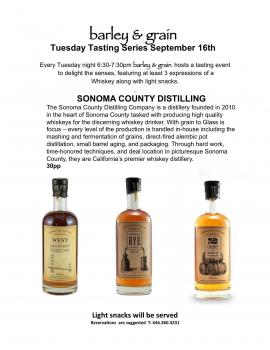 barley & grain
Tuesday Tasting Series September 16th
Every Tuesday night 6:30-7:30pm barley & grain hosts a tasting event
to delight the senses, featuring at least 3 expressions of a
Whiskey along with light snacks.
SONOMA COUNTY DISTILLING
The Sonoma County Distilling Company is a distillery founded in 2010
in the heart of Sonoma County tasked with producing high quality
whiskeys for the discerning whiskey drinker. With grain to Glass is
focus – every level of the production is handled in-house including the
mashing and fermentation of grains, direct-fired alembic pot
distillation, small barrel aging, and packaging. Through hard work,
time-honored techniques, and deal location in picturesque Sonoma
County, they are California's premier whiskey distillery.
30pp
WEST
RYE
2
Light snacks will be served
Reservations are suggested T: 646.360.3231